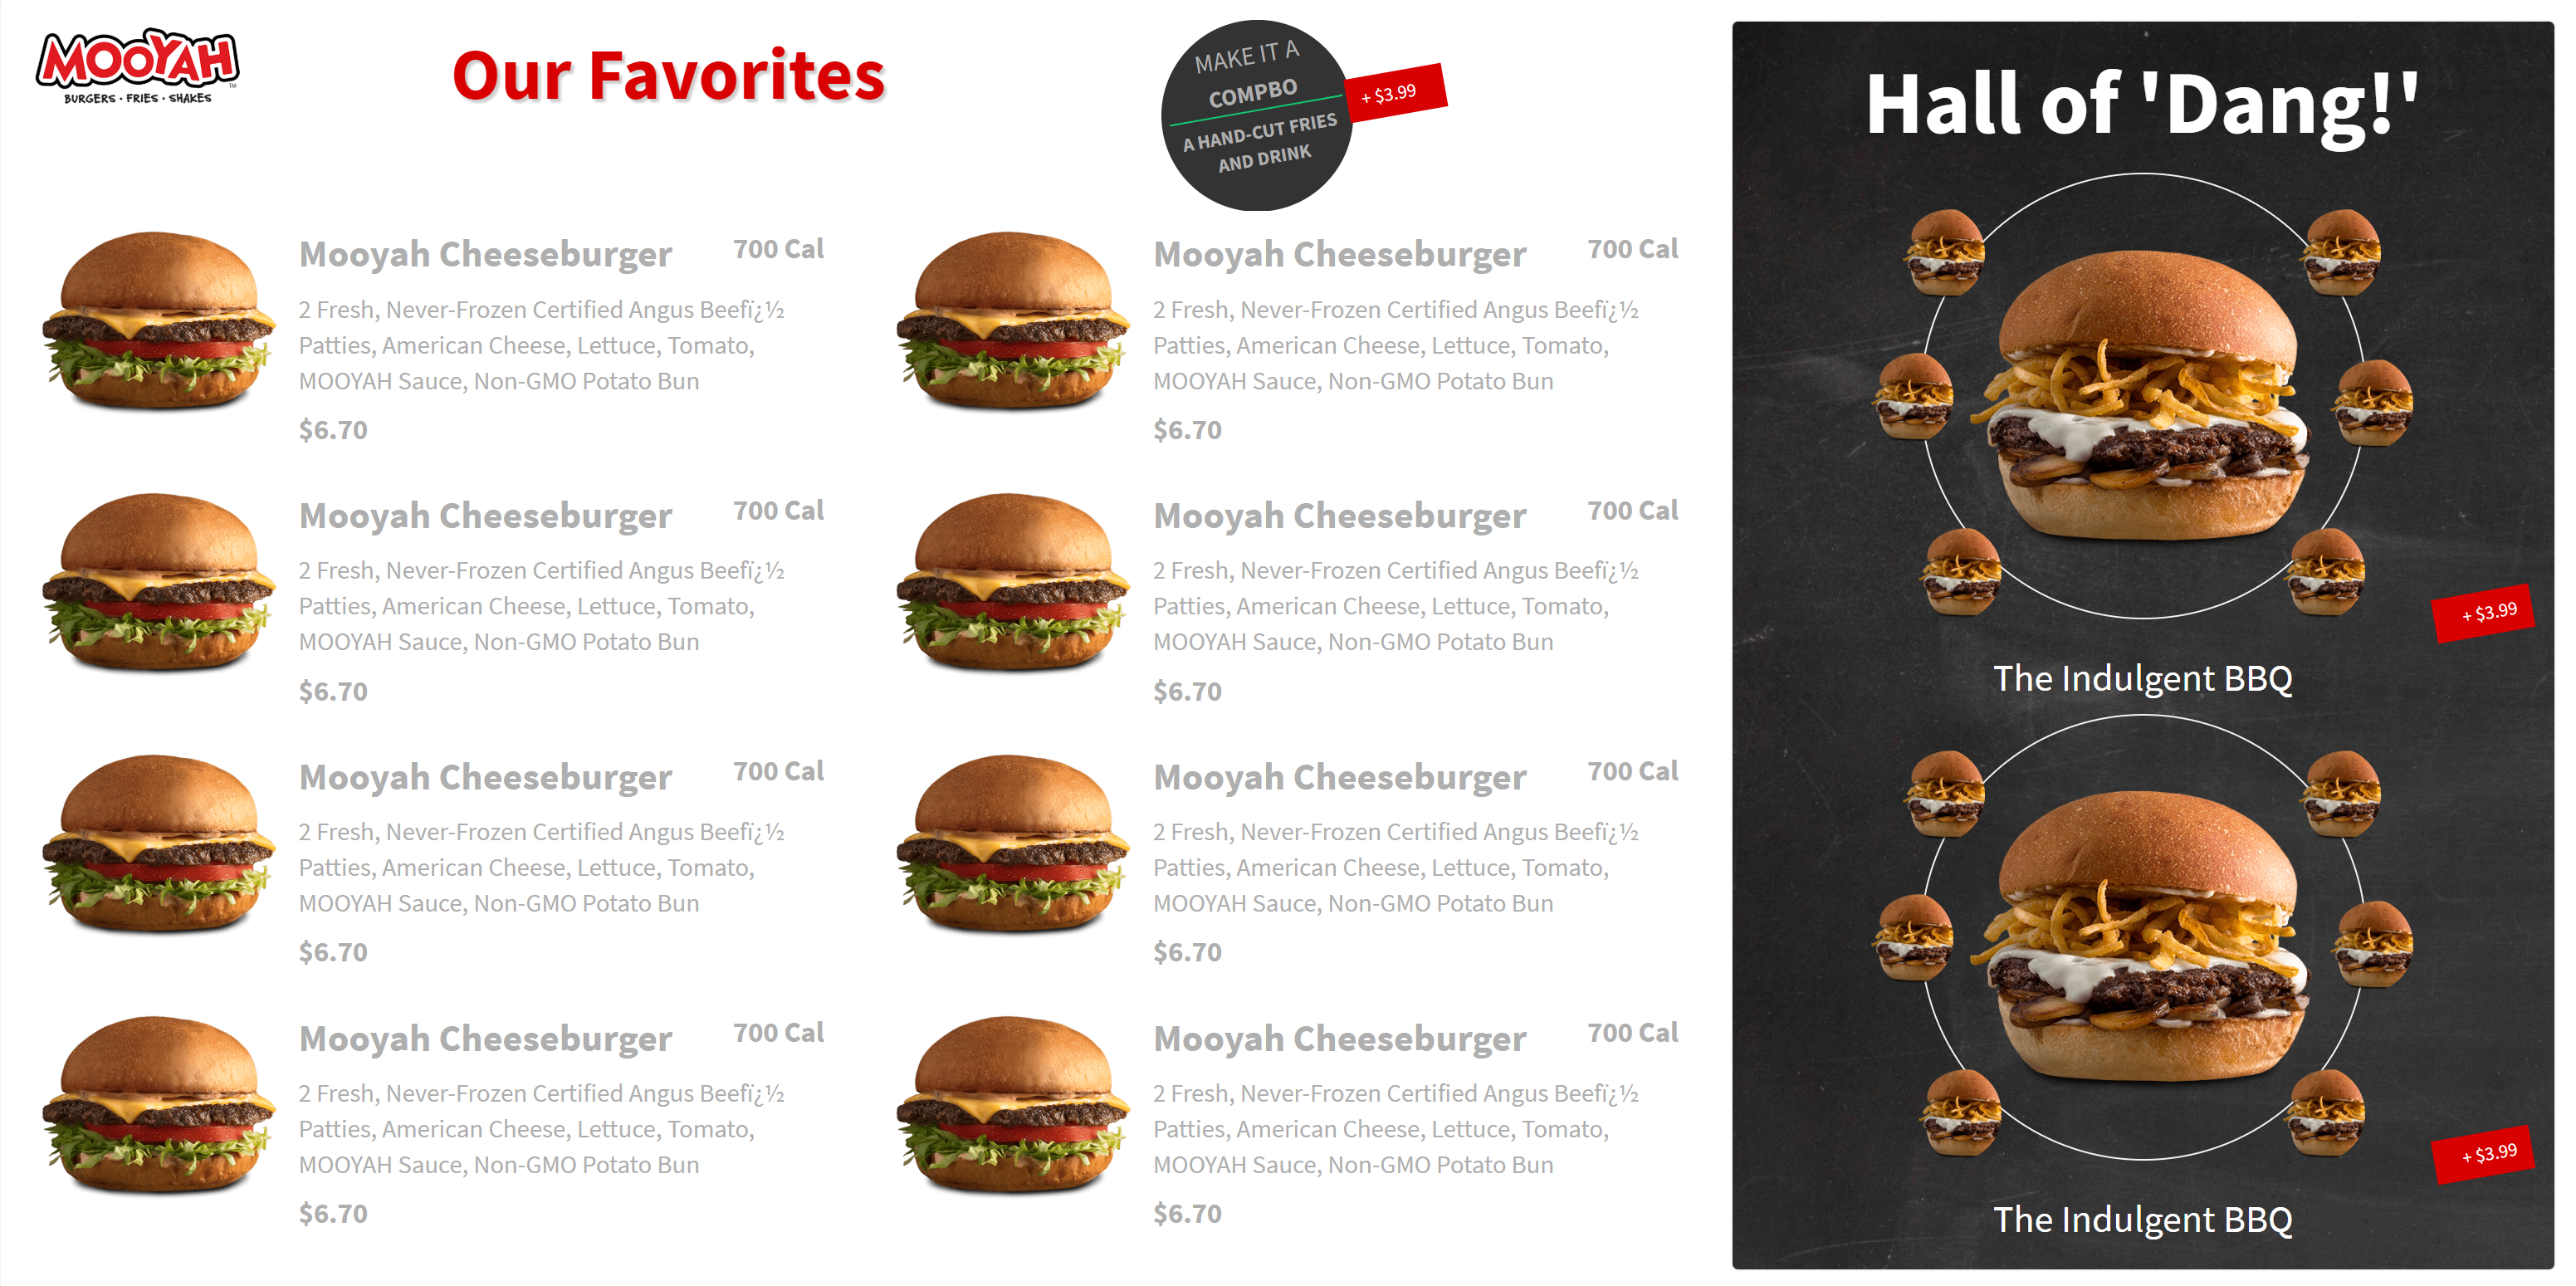 MOOYAH
BURGERS · FRIES · SHAKES
™
Our Favorites
MAKE IT A
COMPBO
A HAND-CUT FRIES
AND DRINK
+ $3.99
Mooyah Cheeseburger 700 Cal
2 Fresh, Never-Frozen Certified Angus Beefï¿½
Patties, American Cheese, Lettuce, Tomato,
MOOYAH Sauce, Non-GMO Potato Bun
$6.70
Mooyah Cheeseburger 700 Cal
2 Fresh, Never-Frozen Certified Angus Beefï¿½
Patties, American Cheese, Lettuce, Tomato,
MOOYAH Sauce, Non-GMO Potato Bun
$6.70
Mooyah Cheeseburger 700 Cal
2 Fresh, Never-Frozen Certified Angus Beefï¿½
Patties, American Cheese, Lettuce, Tomato,
MOOYAH Sauce, Non-GMO Potato Bun
$6.70
Mooyah Cheeseburger 700 Cal
2 Fresh, Never-Frozen Certified Angus Beefï¿½
Patties, American Cheese, Lettuce, Tomato,
MOOYAH Sauce, Non-GMO Potato Bun
$6.70
Mooyah Cheeseburger 700 Cal
2 Fresh, Never-Frozen Certified Angus Beefï¿½
Patties, American Cheese, Lettuce, Tomato,
MOOYAH Sauce, Non-GMO Potato Bun
$6.70
Mooyah Cheeseburger 700 Cal
2 Fresh, Never-Frozen Certified Angus Beefï¿½
Patties, American Cheese, Lettuce, Tomato,
MOOYAH Sauce, Non-GMO Potato Bun
$6.70
Mooyah Cheeseburger 700 Cal
2 Fresh, Never-Frozen Certified Angus Beefï¿½
Patties, American Cheese, Lettuce, Tomato,
MOOYAH Sauce, Non-GMO Potato Bun
$6.70
Mooyah Cheeseburger 700 Cal
2 Fresh, Never-Frozen Certified Angus Beefï¿½
Patties, American Cheese, Lettuce, Tomato,
MOOYAH Sauce, Non-GMO Potato Bun
$6.70
Hall of 'Dang!'
+ $3.99
The Indulgent BBQ
+ $3.99
The Indulgent BBQ